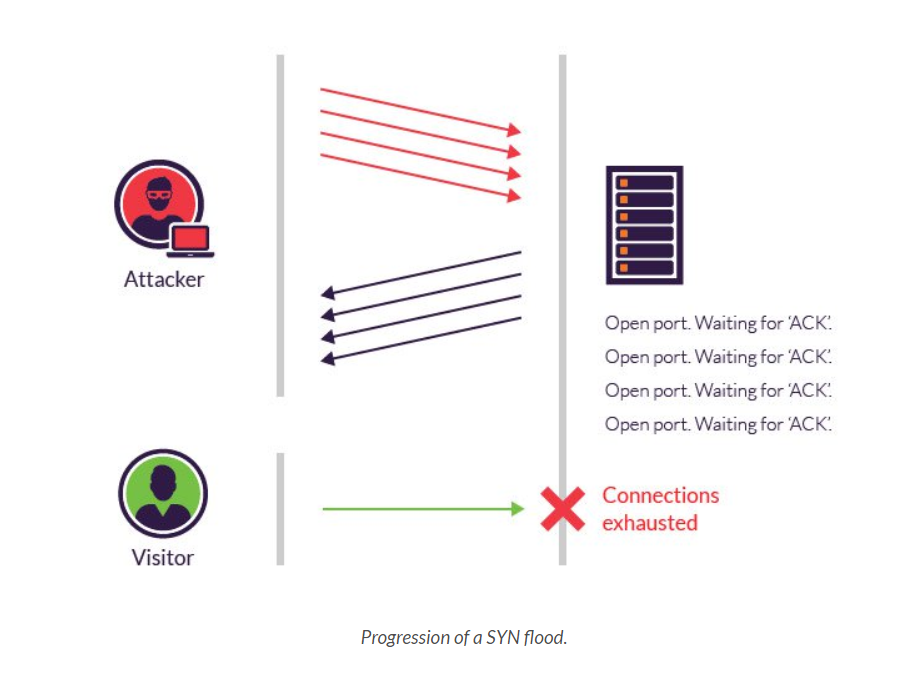 Attacker
Open port. Waiting for ‘ACK’.
Open port. Waiting for ‘ACK’.
Open port. Waiting for ‘ACK’.
Open port. Waiting for ‘ACK’.
Visitor
Connections
exhausted
Progression of a SYN flood.